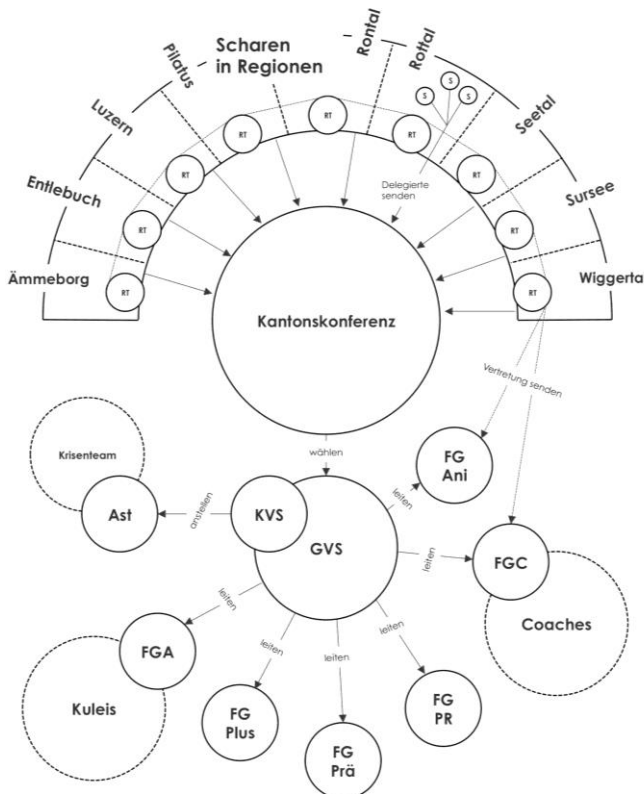 Scharen
in Regionen
Ämmeborg
Entlebuch
Luzern
Pilatus
Rontal
Rottal
Seetal
Sursee
Wiggertal
RT
RT
RT
RT
RT
RT
RT
RT
RT
S
S
S
Delegierte
senden
Kantonskonferenz
Vertretung senden
wählen
Krisenteam
Ast
anstellen
KVS
GVS
leiten
FG
Ani
leiten
FGC
Coaches
leiten
FGA
Kuleis
leiten
FG
Plus
leiten
FG
Prä
leiten
FG
PR